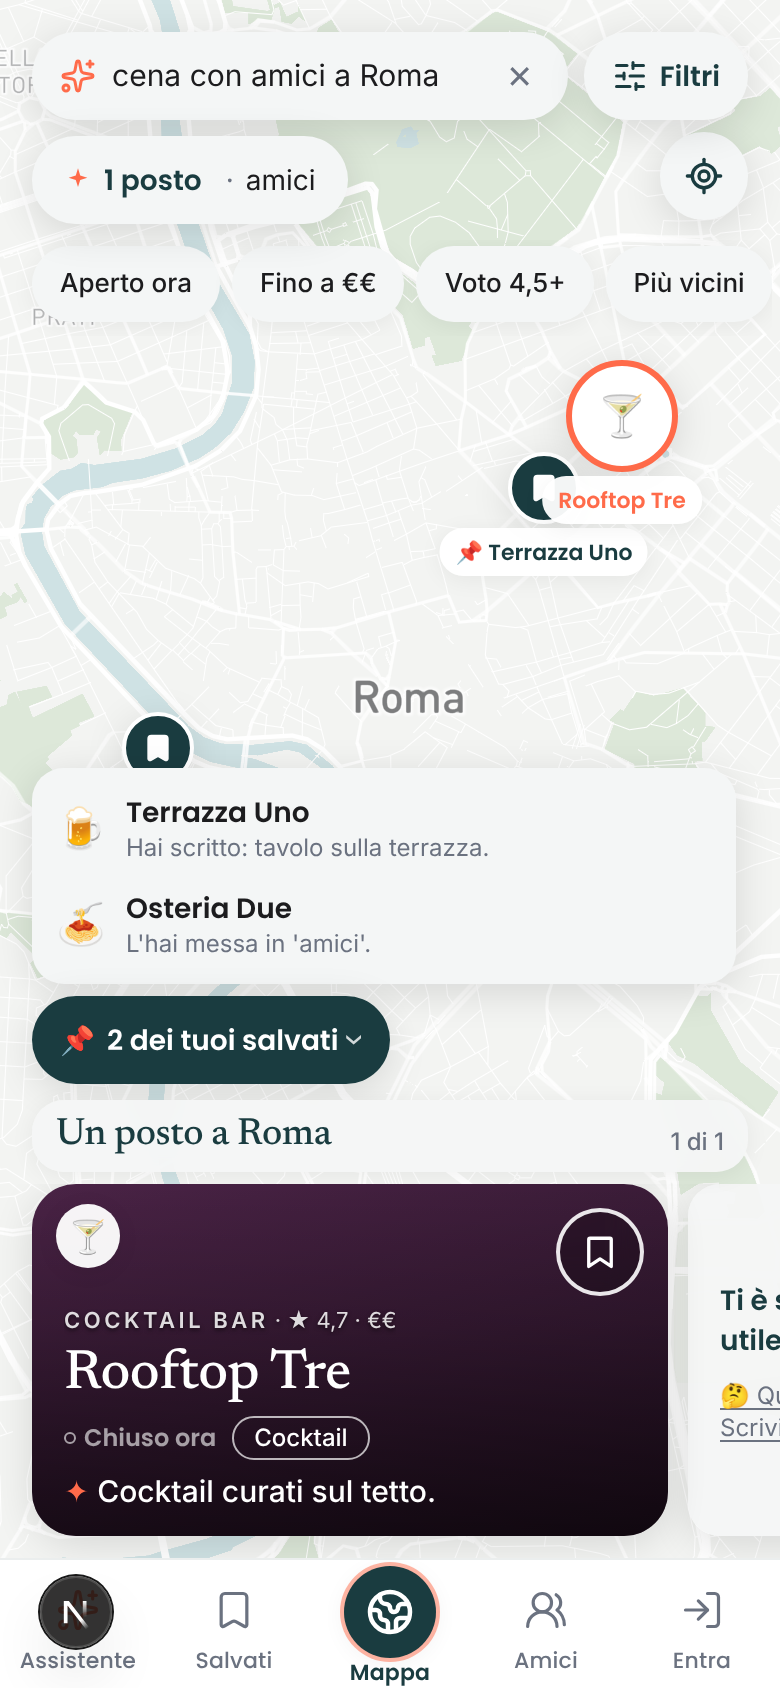 cena con amici a Roma
Filtri
1 posto · amici
Aperto ora
Fino a €€
Voto 4,5+
Più vicini
Rooftop Tre
📌 Terrazza Uno
Roma
Terrazza Uno
Hai scritto: tavolo sulla terrazza.
Osteria Due
L'hai messa in 'amici'.
📌 2 dei tuoi salvati
Un posto a Roma
1 di 1
COCKTAIL BAR · ★ 4,7 · €€
Rooftop Tre
Chiuso ora
Cocktail
Cocktail curati sul tetto.
Ti è
utile
🤔
Scrivi
N
Assistente
Salvati
Mappa
Amici
Entra